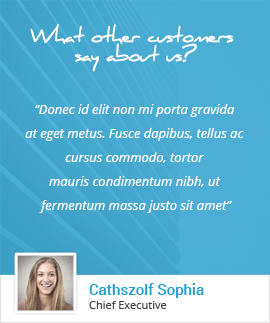 What other customers
say about us?
“Donec id elit non mi porta gravida
at eget metus. Fusce dapibus, tellus ac
cursus commodo, tortor
mauris condimentum nibh, ut
fermentum massa justo sit amet”
Cathszolf Sophia
Chief Executive